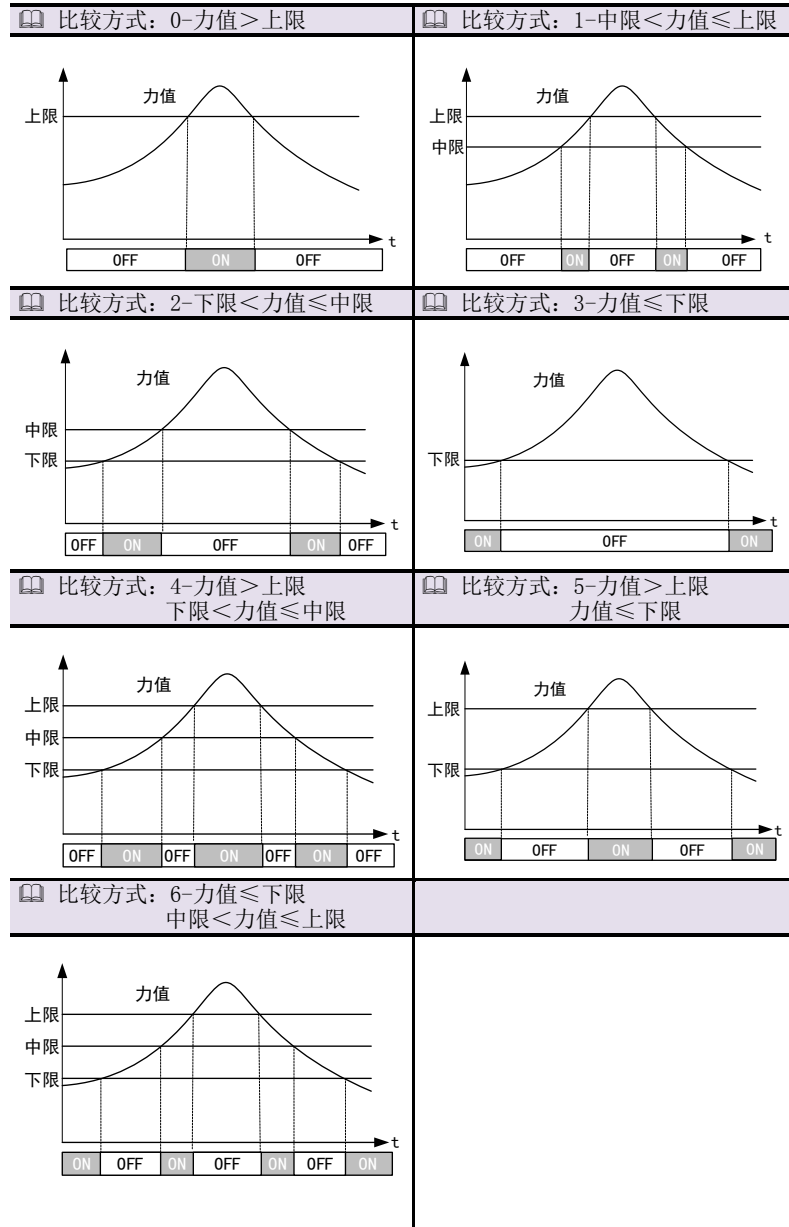 比较方式：0-力值＞上限
比较方式：1-中限＜力值≤上限
力值
上限
t
OFF ON OFF
力值
上限
中限
t
OFF ON OFF ON OFF
比较方式：2-下限＜力值≤中限
比较方式：3-力值≤下限
力值
中限
下限
t
OFF ON OFF ON OFF
力值
下限
t
ON OFF ON
比较方式：4-力值＞上限
下限＜力值≤中限
比较方式：5-力值＞上限
力值≤下限
力值
上限
中限
下限
t
OFF ON OFF ON OFF ON OFF
力值
上限
下限
t
ON OFF ON OFF ON
比较方式：6-力值≤下限
中限＜力值≤上限
力值
上限
中限
下限
t
ON OFF ON OFF ON OFF ON